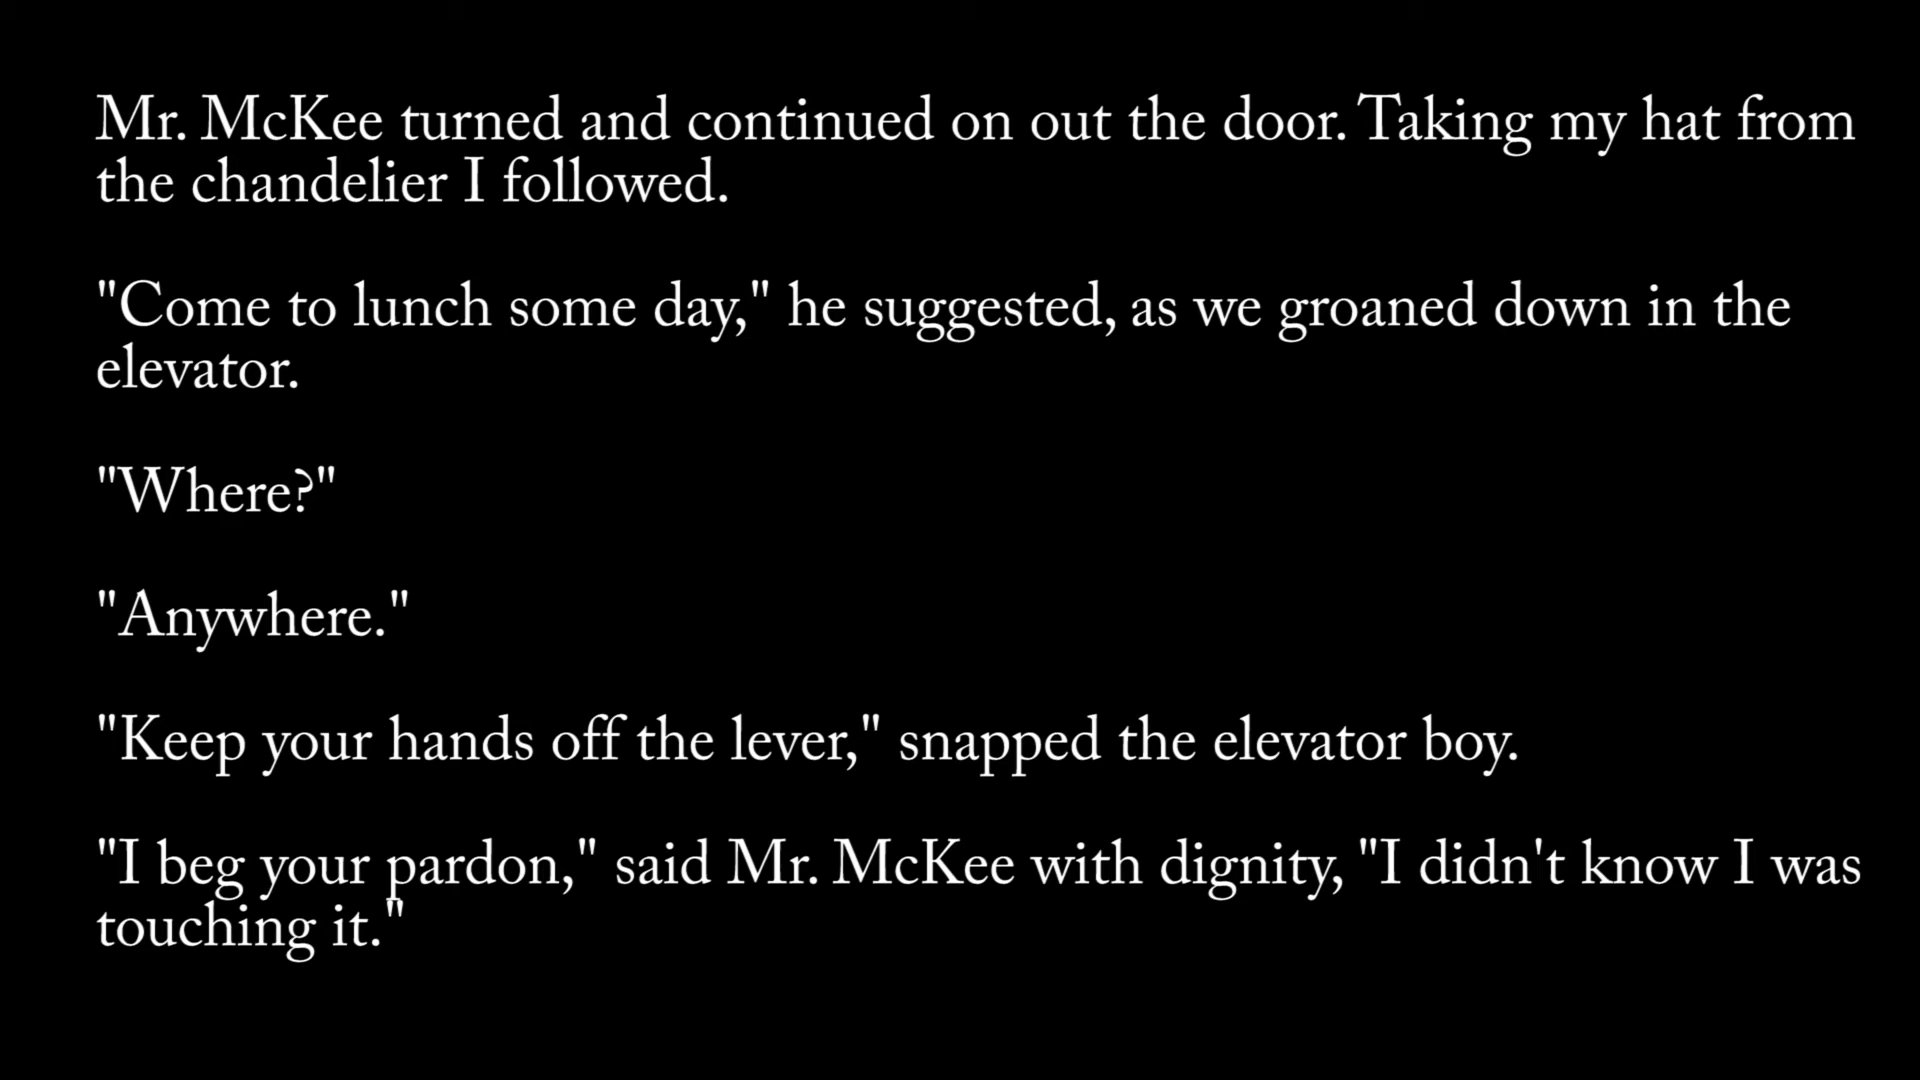 Mr. McKee turned and continued on out the door. Taking my hat from
the chandelier I followed.
"Come to lunch some day," he suggested, as we groaned down in the
elevator.
"Where?"
"Anywhere."
"Keep your hands off the lever," snapped the elevator boy.
"I beg your pardon," said Mr. McKee with dignity, "I didn't know I was
touching it."